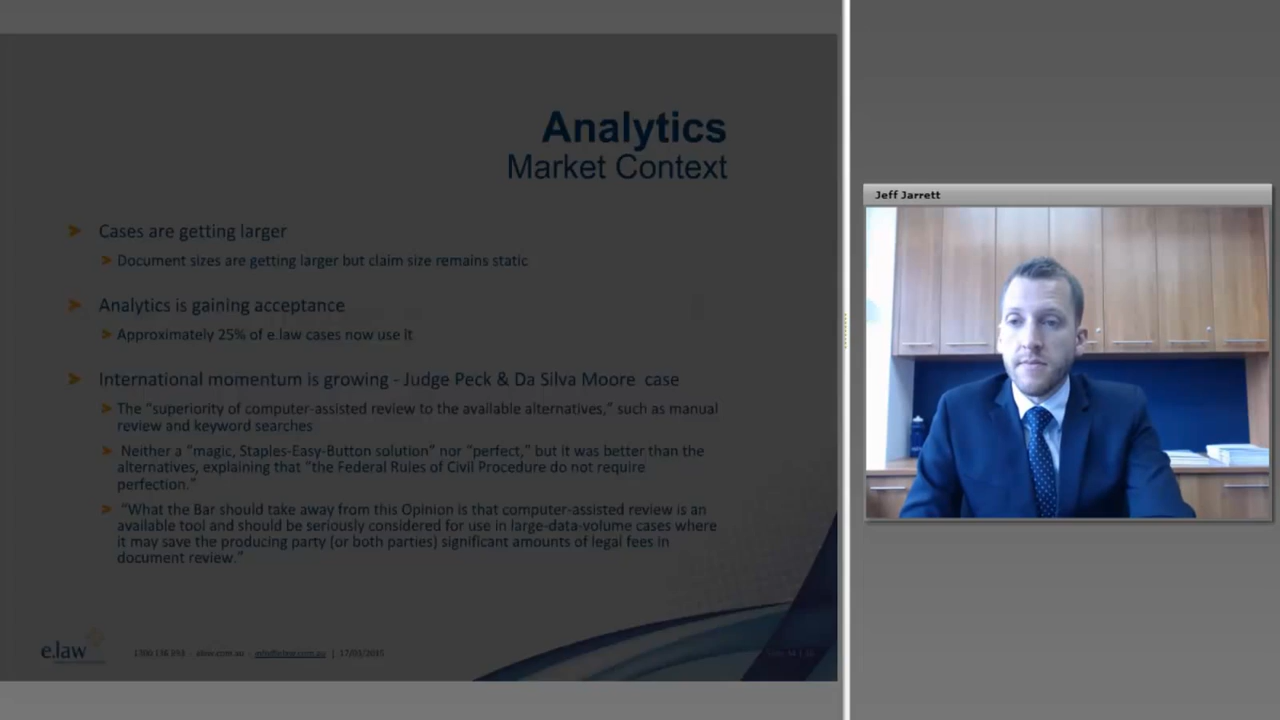 Analytics
Market Context
Cases are getting larger
Document sizes are getting larger but claim size remains static
Analytics is gaining acceptance
Approximately 25% of e.law cases now use it
International momentum is growing - Judge Peck & Da Silva Moore case
The “superiority of computer-assisted review to the available alternatives,” such as manual
review and keyword searches
Neither a “magic, Staples-Easy-Button solution” nor “perfect,” but it was better than the
alternatives, explaining that “the Federal Rules of Civil Procedure do not require
perfection.”
“What the Bar should take away from this Opinion is that computer-assisted review is an
available tool and should be seriously considered for use in large-data-volume cases where
it may save the producing party (or both parties) significant amounts of legal fees in
document review.”
e.law
elaw.com.au
Jeff Jarrett